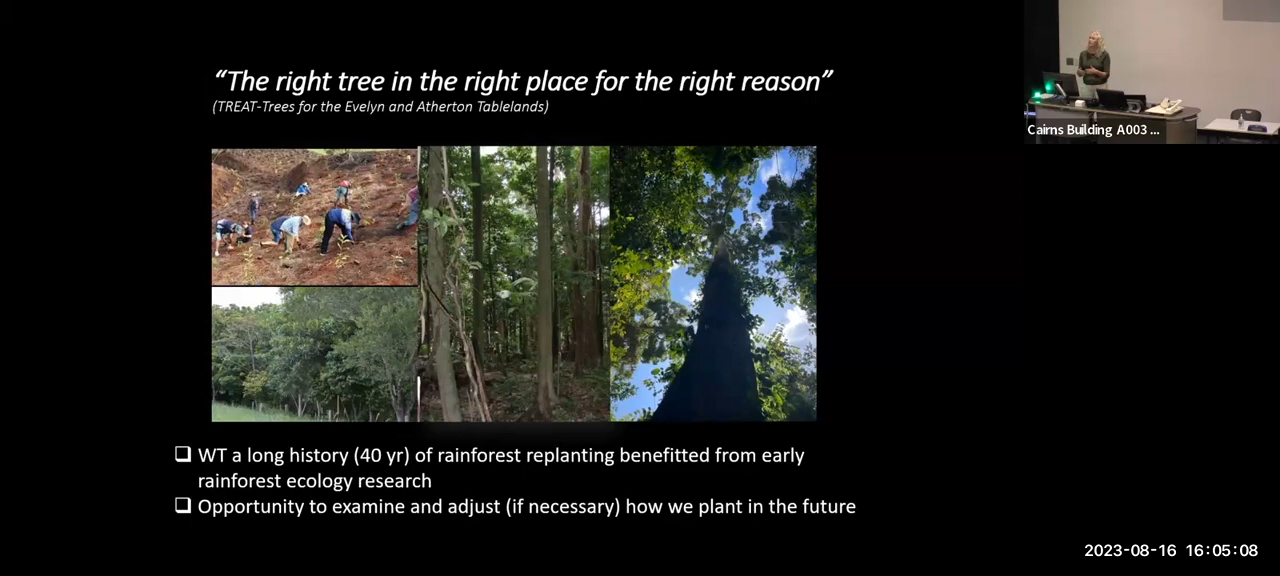 “The right tree in the right place for the right reason”
(TREAT-Trees for the Evelyn and Atherton Tablelands)
Cairns Building A003 ...
WT a long history (40 yr) of rainforest replanting benefitted from early
rainforest ecology research
Opportunity to examine and adjust (if necessary) how we plant in the future
2023-08-16 16:05:08